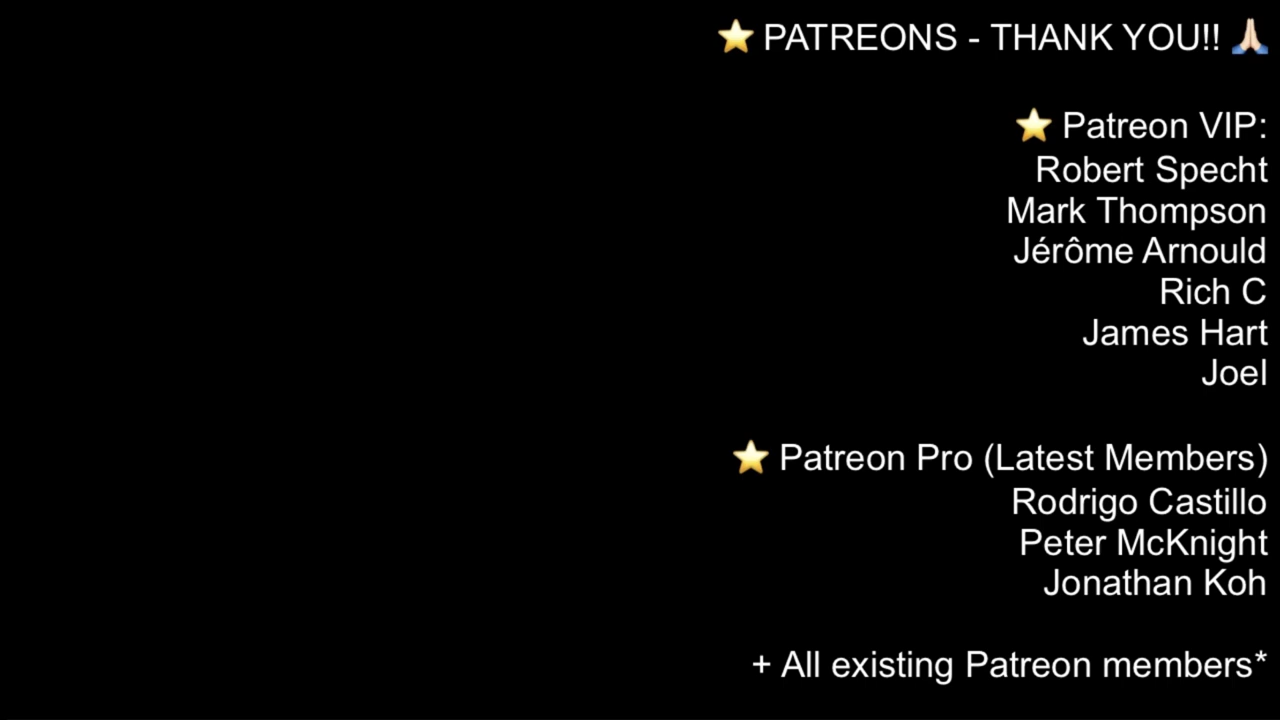 ⭐ PATREONS - THANK YOU!! 🙏🏻
⭐ Patreon VIP:
Robert Specht
Mark Thompson
Jérôme Arnould
Rich C
James Hart
Joel
⭐ Patreon Pro (Latest Members)
Rodrigo Castillo
Peter McKnight
Jonathan Koh
+ All existing Patreon members*